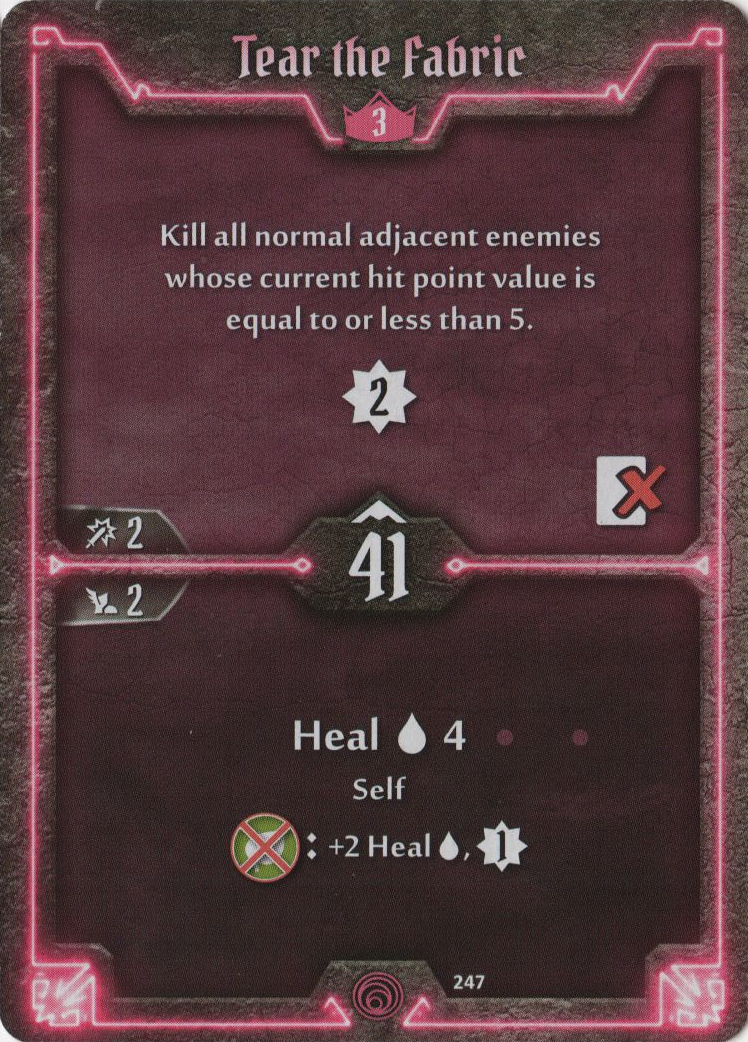 Tear the Fabric
3
Kill all normal adjacent enemies
whose current hit point value is
equal to or less than 5.
2
2
41
2
Heal 4
Self
: +2 Heal , 1
247